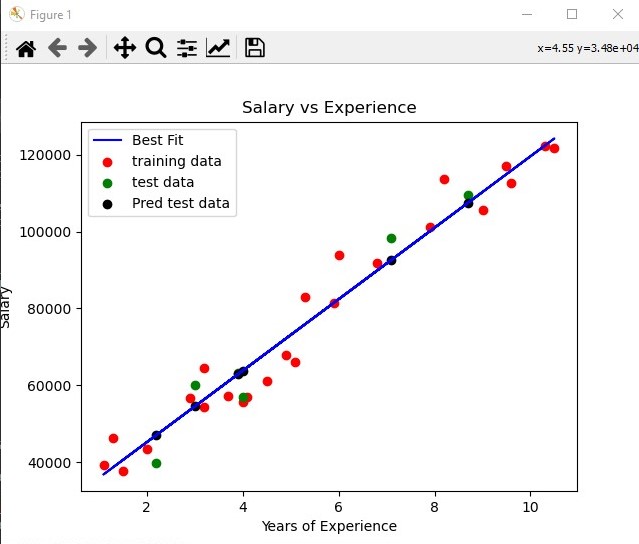 Figure 1
x=4.55 y=3.48e+04
Salary vs Experience
Best Fit
training data
test data
Pred test data
120000
100000
80000
60000
40000
Salary
2 4 6 8 10
Years of Experience